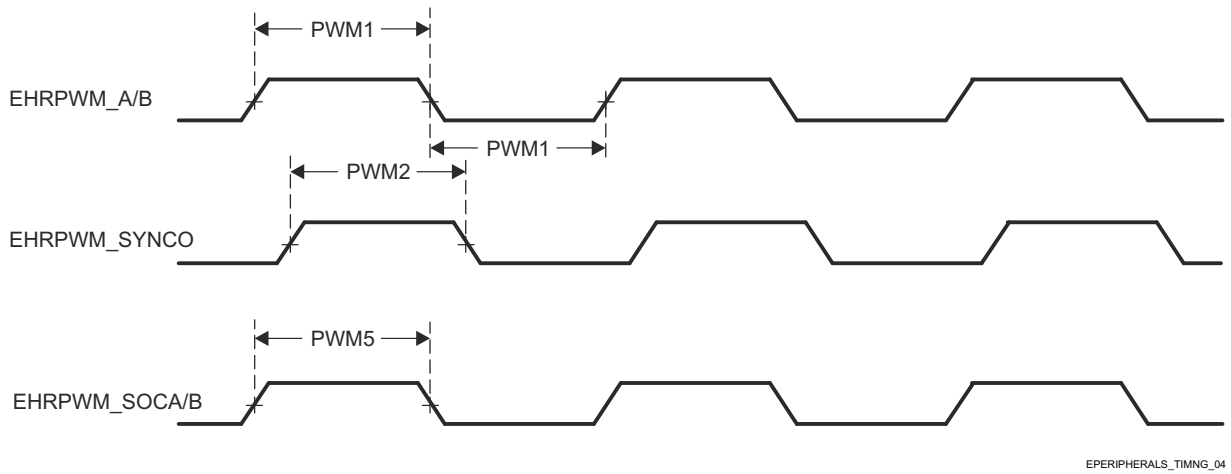 PWM1
EHRPWM_A/B
PWM1
PWM2
EHRPWM_SYNCO
PWM5
EHRPWM_SOCA/B
EPERIPHERALS_TIMNG_04